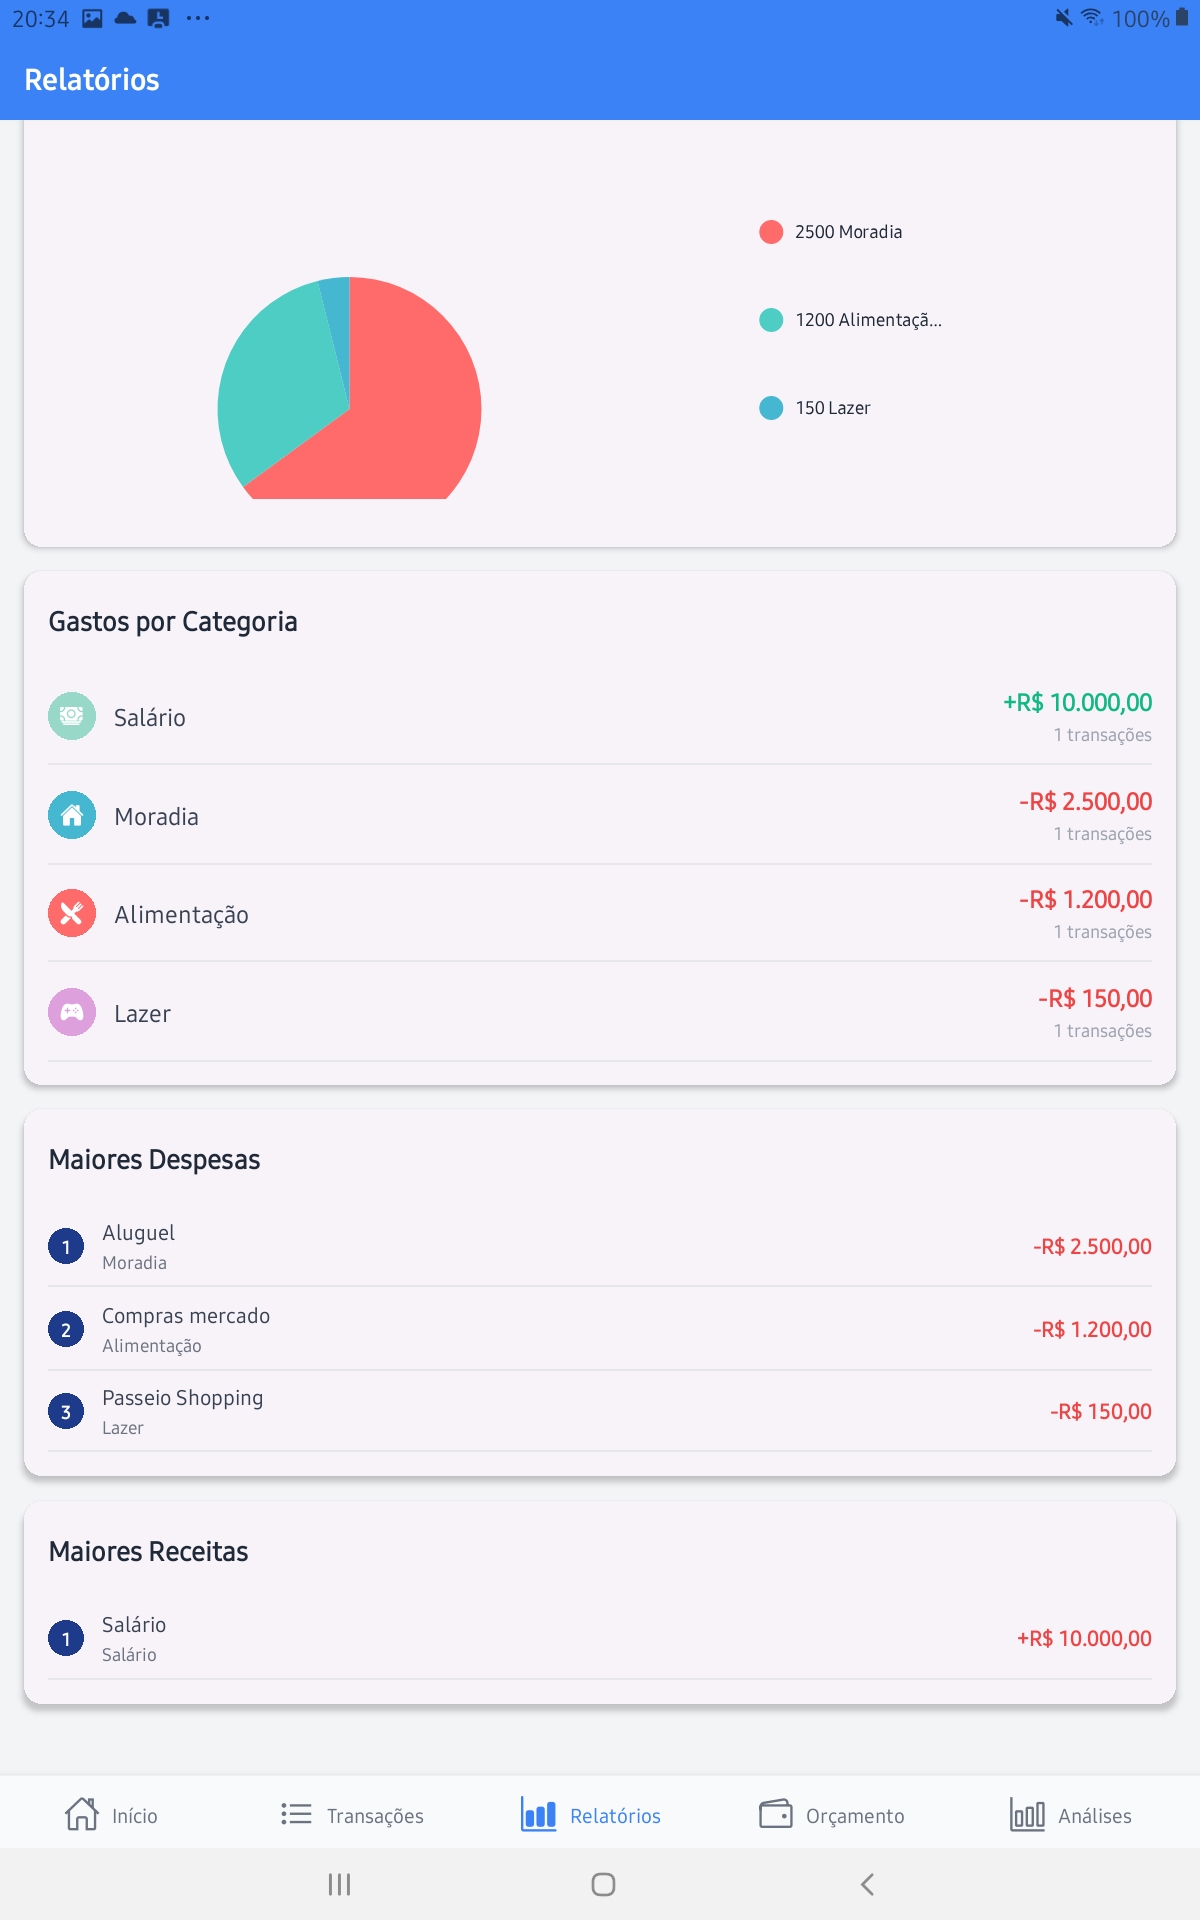 20:34
100%
Relatórios
2500 Moradia
1200 Alimentaçã...
150 Lazer
Gastos por Categoria
Salário
+R$ 10.000,00
1 transações
Moradia
-R$ 2.500,00
1 transações
Alimentação
-R$ 1.200,00
1 transações
Lazer
-R$ 150,00
1 transações
Maiores Despesas
1
Aluguel
Moradia
-R$ 2.500,00
2
Compras mercado
Alimentação
-R$ 1.200,00
3
Passeio Shopping
Lazer
-R$ 150,00
Maiores Receitas
1
Salário
Salário
+R$ 10.000,00
Início
Transações
Relatórios
Orçamento
Análises